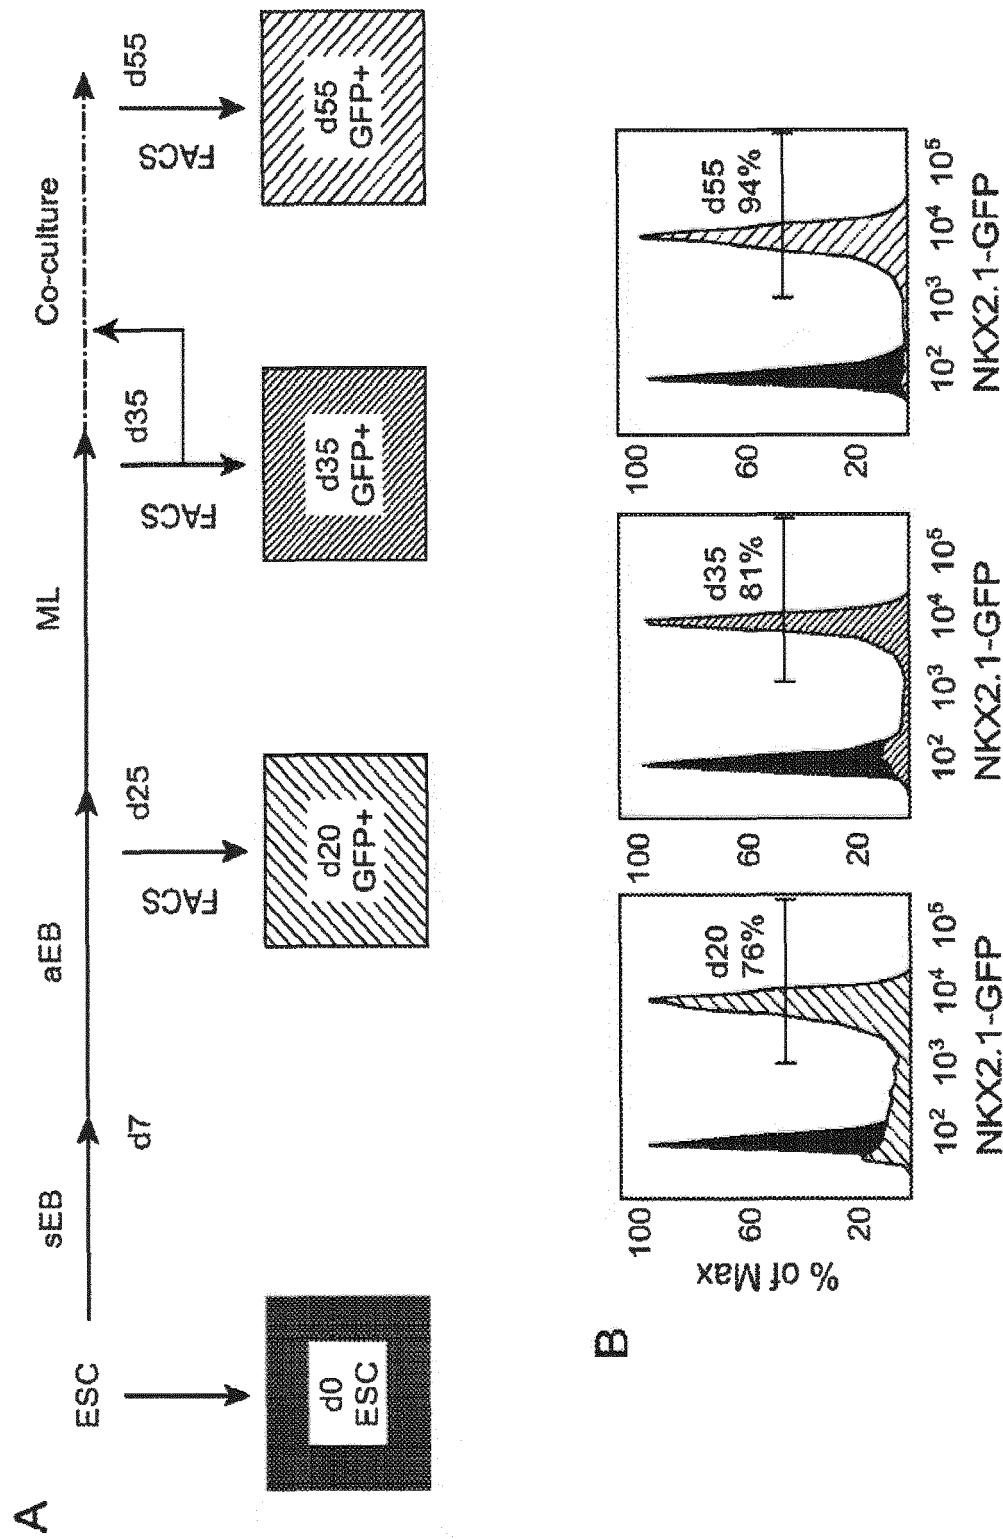 A
ESC
sEB
aEB
ML
Co-culture
d7
d25
d35
d55
FACS
FACS
FACS
d0
ESC
d20
GFP+
d35
GFP+
d55
GFP+
B
% of Max
100
60
20
d20
76%
10² 10³ 10⁴ 10⁵
NKX2.1-GFP
100
60
20
d35
81%
10² 10³ 10⁴ 10⁵
NKX2.1-GFP
100
60
20
d55
94%
10² 10³ 10⁴ 10⁵
NKX2.1-GFP